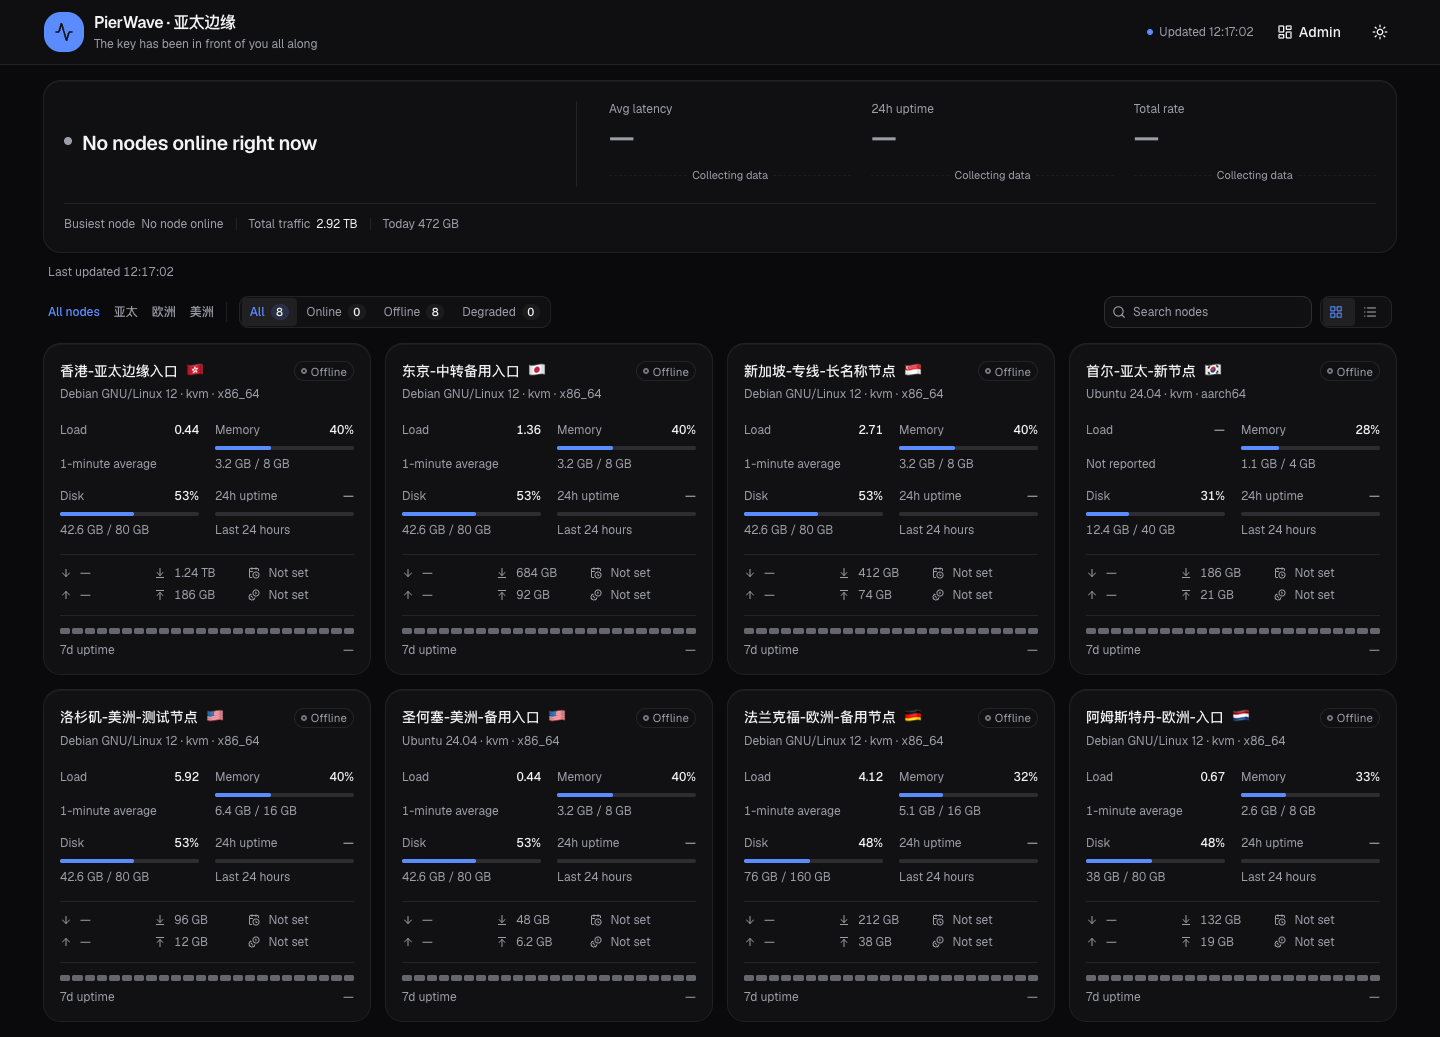 PierWave · 亚太边缘
The key has been in front of you all along
Updated 12:17:02
Admin
No nodes online right now
Avg latency
—
Collecting data
24h uptime
—
Collecting data
Total rate
—
Collecting data
Busiest node No node online
Total traffic 2.92 TB
Today 472 GB
Last updated 12:17:02
All nodes 亚太 欧洲 美洲
All 8 Online 0 Offline 8 Degraded 0
Search nodes
香港-亚太边缘入口
Offline
Debian GNU/Linux 12 · kvm · x86_64
Load 0.44 Memory 40%
1-minute average 3.2 GB / 8 GB
Disk 53% 24h uptime —
42.6 GB / 80 GB Last 24 hours
— 1.24 TB Not set
— 186 GB Not set
7d uptime —
东京-中转备用入口
Offline
Debian GNU/Linux 12 · kvm · x86_64
Load 1.36 Memory 40%
1-minute average 3.2 GB / 8 GB
Disk 53% 24h uptime —
42.6 GB / 80 GB Last 24 hours
— 684 GB Not set
— 92 GB Not set
7d uptime —
新加坡-专线-长名称节点
Offline
Debian GNU/Linux 12 · kvm · x86_64
Load 2.71 Memory 40%
1-minute average 3.2 GB / 8 GB
Disk 53% 24h uptime —
42.6 GB / 80 GB Last 24 hours
— 412 GB Not set
— 74 GB Not set
7d uptime —
首尔-亚太-新节点
Offline
Ubuntu 24.04 · kvm · aarch64
Load — Memory 28%
Not reported 1.1 GB / 4 GB
Disk 31% 24h uptime —
12.4 GB / 40 GB Last 24 hours
— 186 GB Not set
— 21 GB Not set
7d uptime —
洛杉矶-美洲-测试节点
Offline
Debian GNU/Linux 12 · kvm · x86_64
Load 5.92 Memory 40%
1-minute average 6.4 GB / 16 GB
Disk 53% 24h uptime —
42.6 GB / 80 GB Last 24 hours
— 96 GB Not set
— 12 GB Not set
7d uptime —
圣何塞-美洲-备用入口
Offline
Ubuntu 24.04 · kvm · x86_64
Load 0.44 Memory 40%
1-minute average 3.2 GB / 8 GB
Disk 53% 24h uptime —
42.6 GB / 80 GB Last 24 hours
— 48 GB Not set
— 6.2 GB Not set
7d uptime —
法兰克福-欧洲-备用节点
Offline
Debian GNU/Linux 12 · kvm · x86_64
Load 4.12 Memory 32%
1-minute average 5.1 GB / 16 GB
Disk 48% 24h uptime —
76 GB / 160 GB Last 24 hours
— 212 GB Not set
— 38 GB Not set
7d uptime —
阿姆斯特丹-欧洲-入口
Offline
Debian GNU/Linux 12 · kvm · x86_64
Load 0.67 Memory 33%
1-minute average 2.6 GB / 8 GB
Disk 48% 24h uptime —
38 GB / 80 GB Last 24 hours
— 132 GB Not set
— 19 GB Not set
7d uptime —